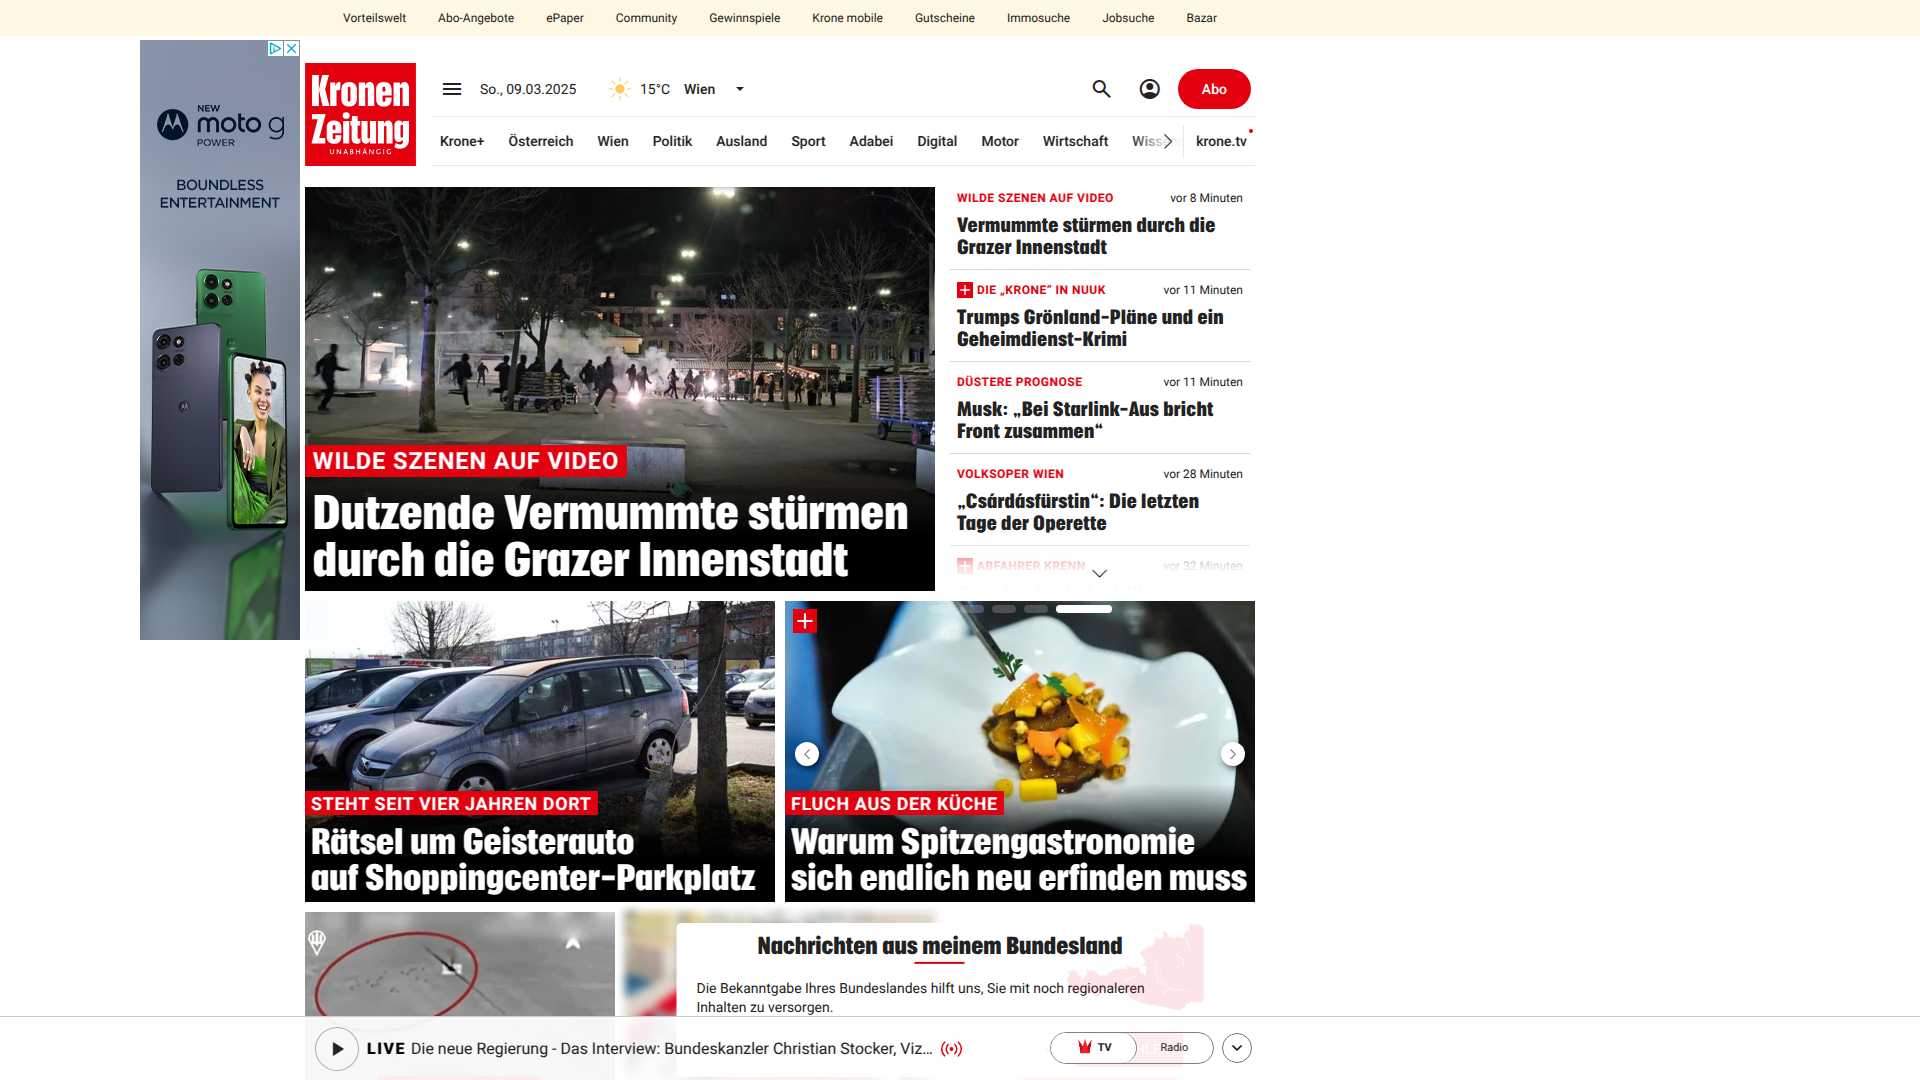 Vorteilswelt
Abo-Angebote
ePaper
Community
Gewinnspiele
Krone mobile
Gutscheine
Immosuche
Jobsuche
Bazar
NEW
moto g
POWER
BOUNDLESS
ENTERTAINMENT
Kronen
Zeitung
UNABHÄNGIG
So., 09.03.2025
15°C
Wien
Abo
Krone+
Österreich
Wien
Politik
Ausland
Sport
Adabei
Digital
Motor
Wirtschaft
krone.tv
WILDE SZENEN AUF VIDEO
Dutzende Vermummte stürmen
durch die Grazer Innenstadt
WILDE SZENEN AUF VIDEO
vor 8 Minuten
Vermummte stürmen durch die
Grazer Innenstadt
DIE „KRONE“ IN NUUK
vor 11 Minuten
Trumps Grönland-Pläne und ein
Geheimdienst-Krimi
DÜSTERE PROGNOSE
vor 11 Minuten
Musk: „Bei Starlink-Aus bricht
Front zusammen“
VOLKSOPER WIEN
vor 28 Minuten
„Csárdásfürstin“: Die letzten
Tage der Operette
ABFAHRER KRENN
vor 32 Minuten
STEHT SEIT VIER JAHREN DORT
Rätsel um Geisterauto
auf Shoppingcenter-Parkplatz
FLUCH AUS DER KÜCHE
Warum Spitzengastronomie
sich endlich neu erfinden muss
Nachrichten aus meinem Bundesland
Die Bekanntgabe Ihres Bundeslandes hilft uns, Sie mit noch regionaleren
Inhalten zu versorgen.
LIVE Die neue Regierung - Das Interview: Bundeskanzler Christian Stocker, Viz...
TV
Radio